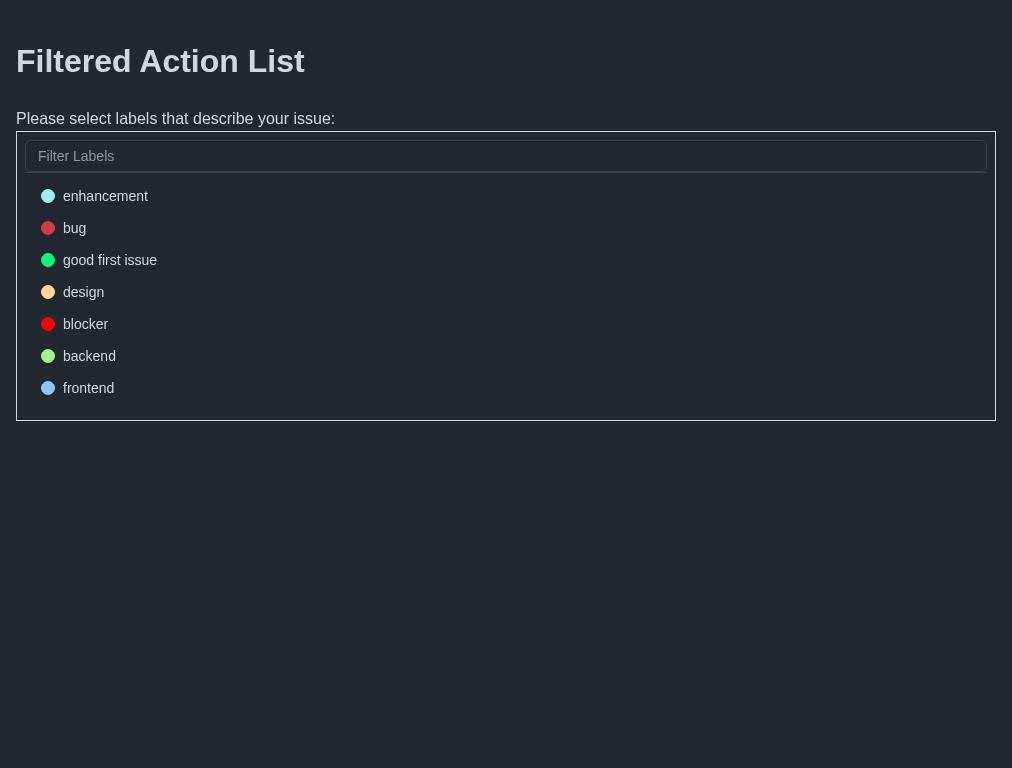 Filtered Action List
Please select labels that describe your issue:
Filter Labels
enhancement
bug
good first issue
design
blocker
backend
frontend